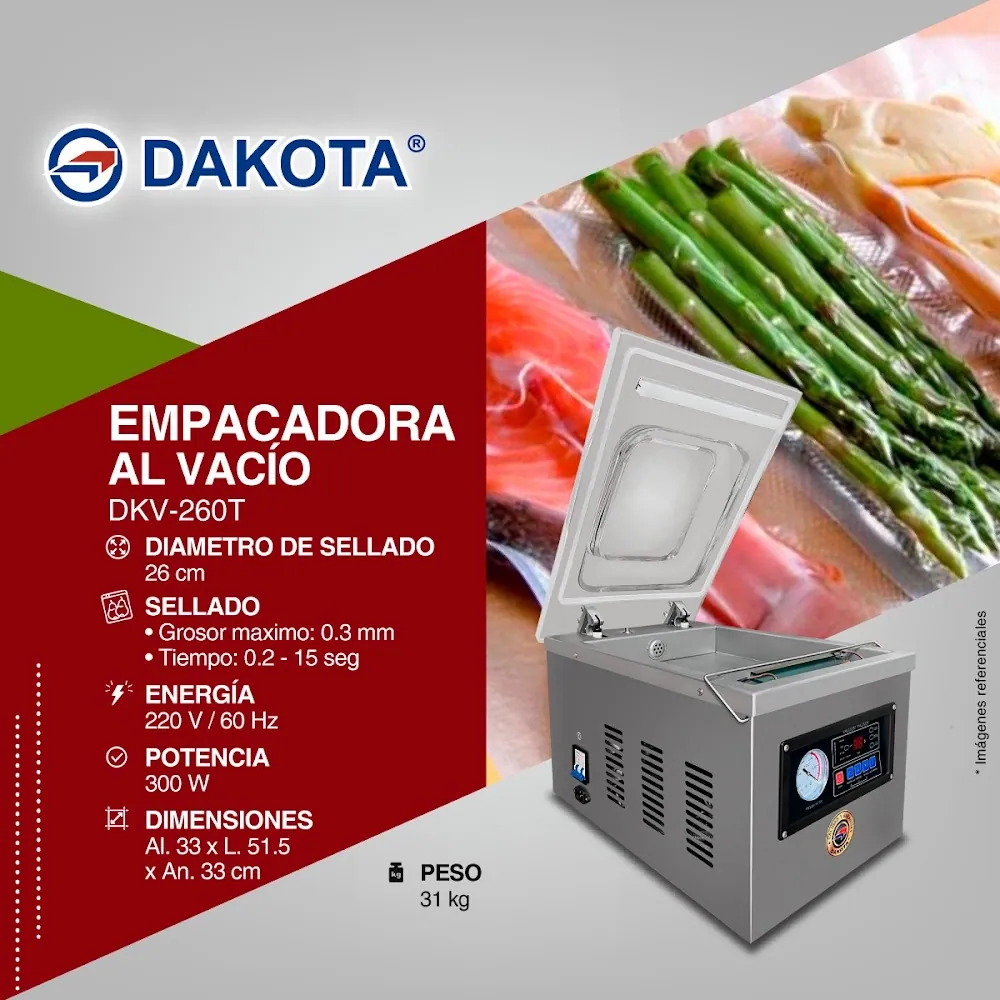 DAKOTA®
EMPACADORA
AL VACÍO
DKV-260T
DIAMETRO DE SELLADO
26 cm
SELLADO
• Grosor maximo: 0.3 mm
• Tiempo: 0.2 - 15 seg
ENERGÍA
220 V / 60 Hz
POTENCIA
300 W
DIMENSIONES
Al. 33 x L. 51.5
x An. 33 cm
kg
PESO
31 kg
* Imágenes referenciales